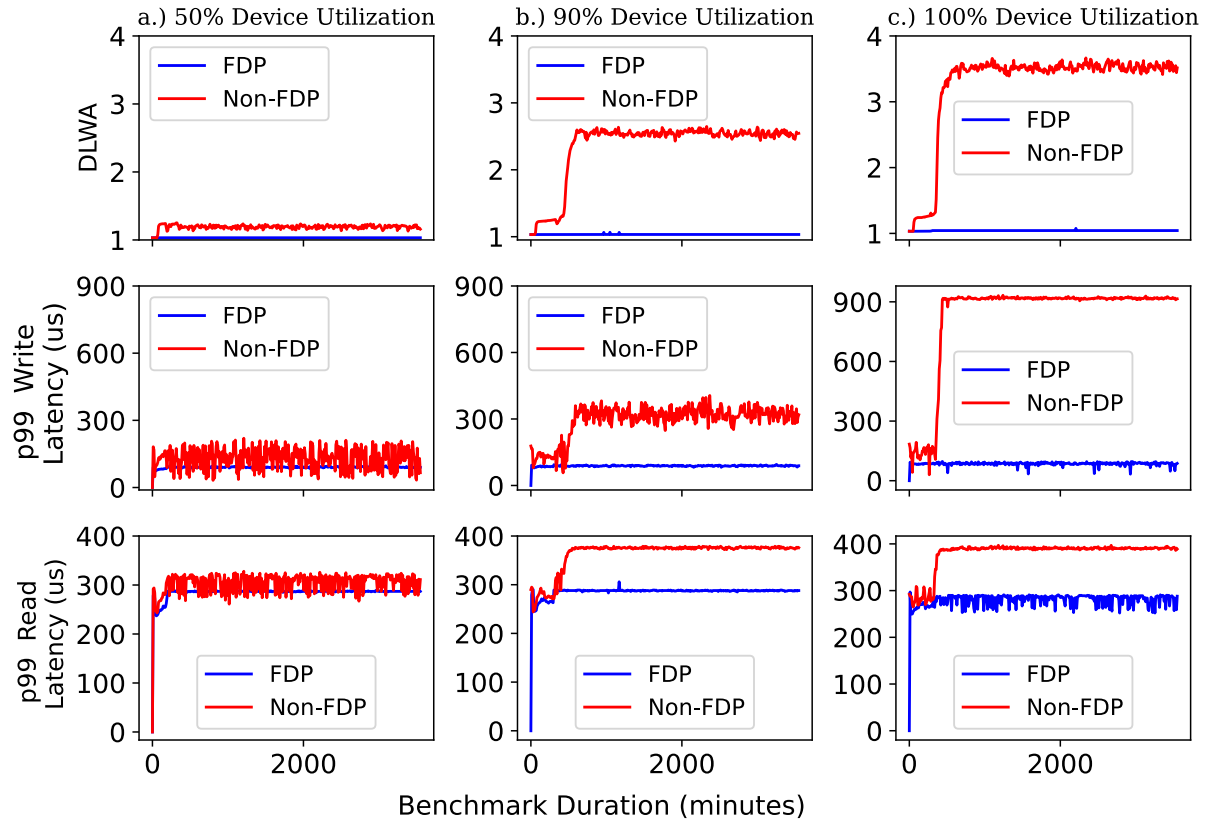 a.) 50% Device Utilization
b.) 90% Device Utilization
c.) 100% Device Utilization
DLWA
4
3
2
1
FDP
Non-FDP
4
3
2
1
FDP
Non-FDP
4
3
2
1
FDP
Non-FDP
p99 Write
Latency (us)
900
600
300
0
FDP
Non-FDP
900
600
300
0
FDP
Non-FDP
900
600
300
0
FDP
Non-FDP
p99 Read
Latency (us)
400
300
200
100
0
FDP
Non-FDP
0
2000
400
300
200
100
0
FDP
Non-FDP
0
2000
400
300
200
100
0
FDP
Non-FDP
0
2000
Benchmark Duration (minutes)